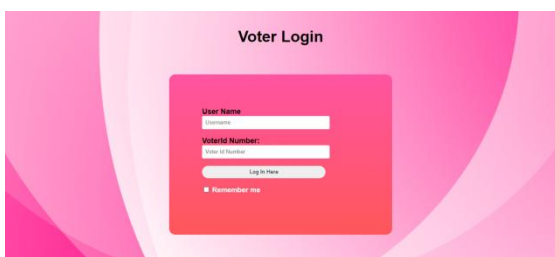 Voter Login
User Name
Username
VoterId Number:
Voter Id Number
Log In Here
Remember me